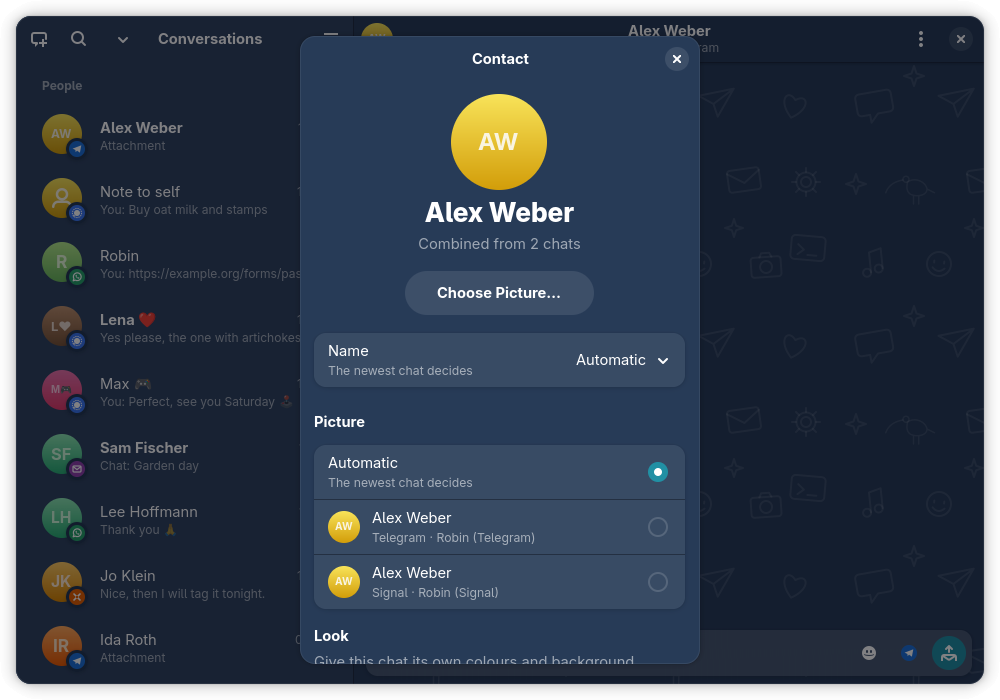 Conversations
People
AW
Alex Weber
Attachment
Note to self
You: Buy oat milk and stamps
R
Robin
You: https://example.org/forms/pas
L❤
Lena ❤️
Yes please, the one with artichokes
M🎮
Max 🎮
You: Perfect, see you Saturday 🕹️
SF
Sam Fischer
Chat: Garden day
LH
Lee Hoffmann
Thank you 🙏
JK
Jo Klein
Nice, then I will tag it tonight.
IR
Ida Roth
Attachment
Alex Weber
Contact
AW
Alex Weber
Combined from 2 chats
Choose Picture…
Name
The newest chat decides
Automatic
Picture
Automatic
The newest chat decides
AW
Alex Weber
Telegram · Robin (Telegram)
AW
Alex Weber
Signal · Robin (Signal)
Look
Give this chat its own colours and background